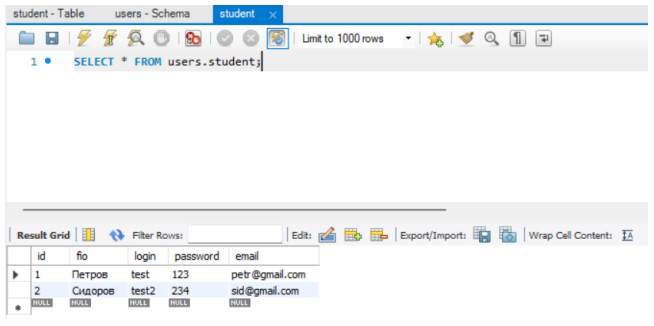 student - Table users - Schema student
Limit to 1000 rows
1 SELECT * FROM users.student;
Result Grid Filter Rows: Edit: Export/Import: Wrap Cell Content:
id fio login password email
1 Петров test 123 petr@gmail.com
2 Сидоров test2 234 sid@gmail.com
NULL NULL NULL NULL NULL